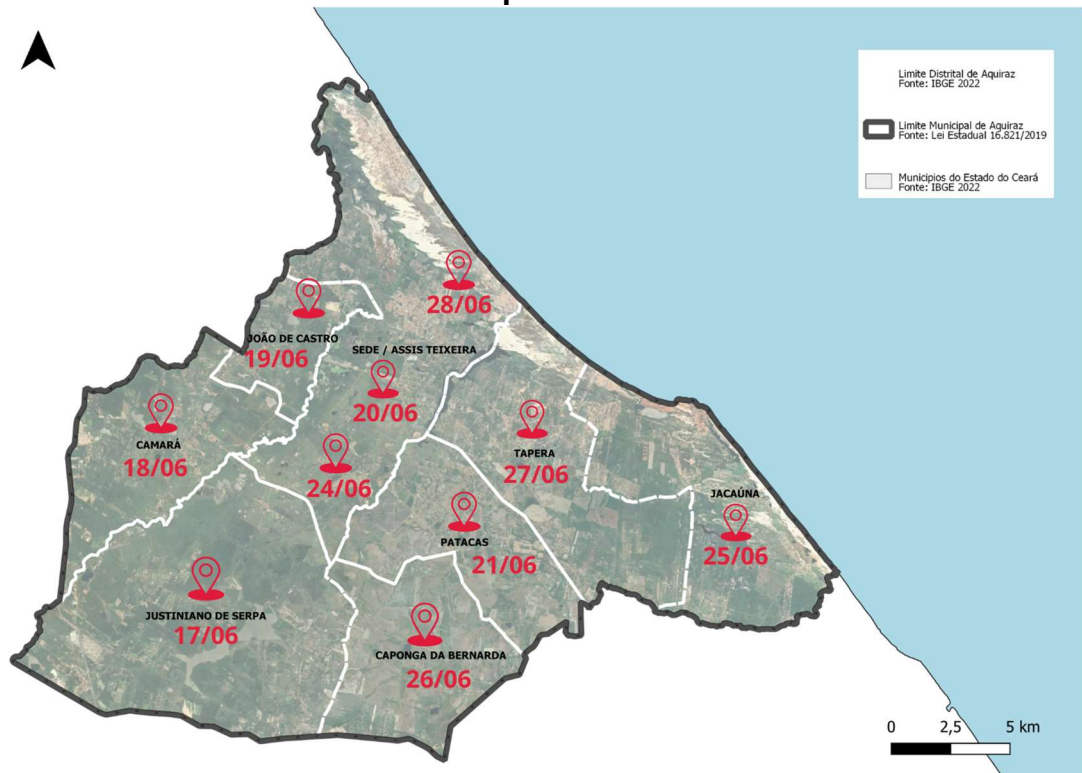 Limite Distrital de Aquiraz
Fonte: IBGE 2022
Limite Municipal de Aquiraz
Fonte: Lei Estadual 16.821/2019
Municipios do Estado do Ceará
Fonte: IBGE 2022
28/06
JOÃO DE CASTRO
19/06
SEDE / ASSIS TEIXEIRA
20/06
CAMARÁ
18/06
24/06
TAPERA
27/06
JACAÚNA
25/06
PATACAS
21/06
JUSTINIANO DE SERPA
17/06
CAPONGA DA BERNARDA
26/06
0 2,5 5 km